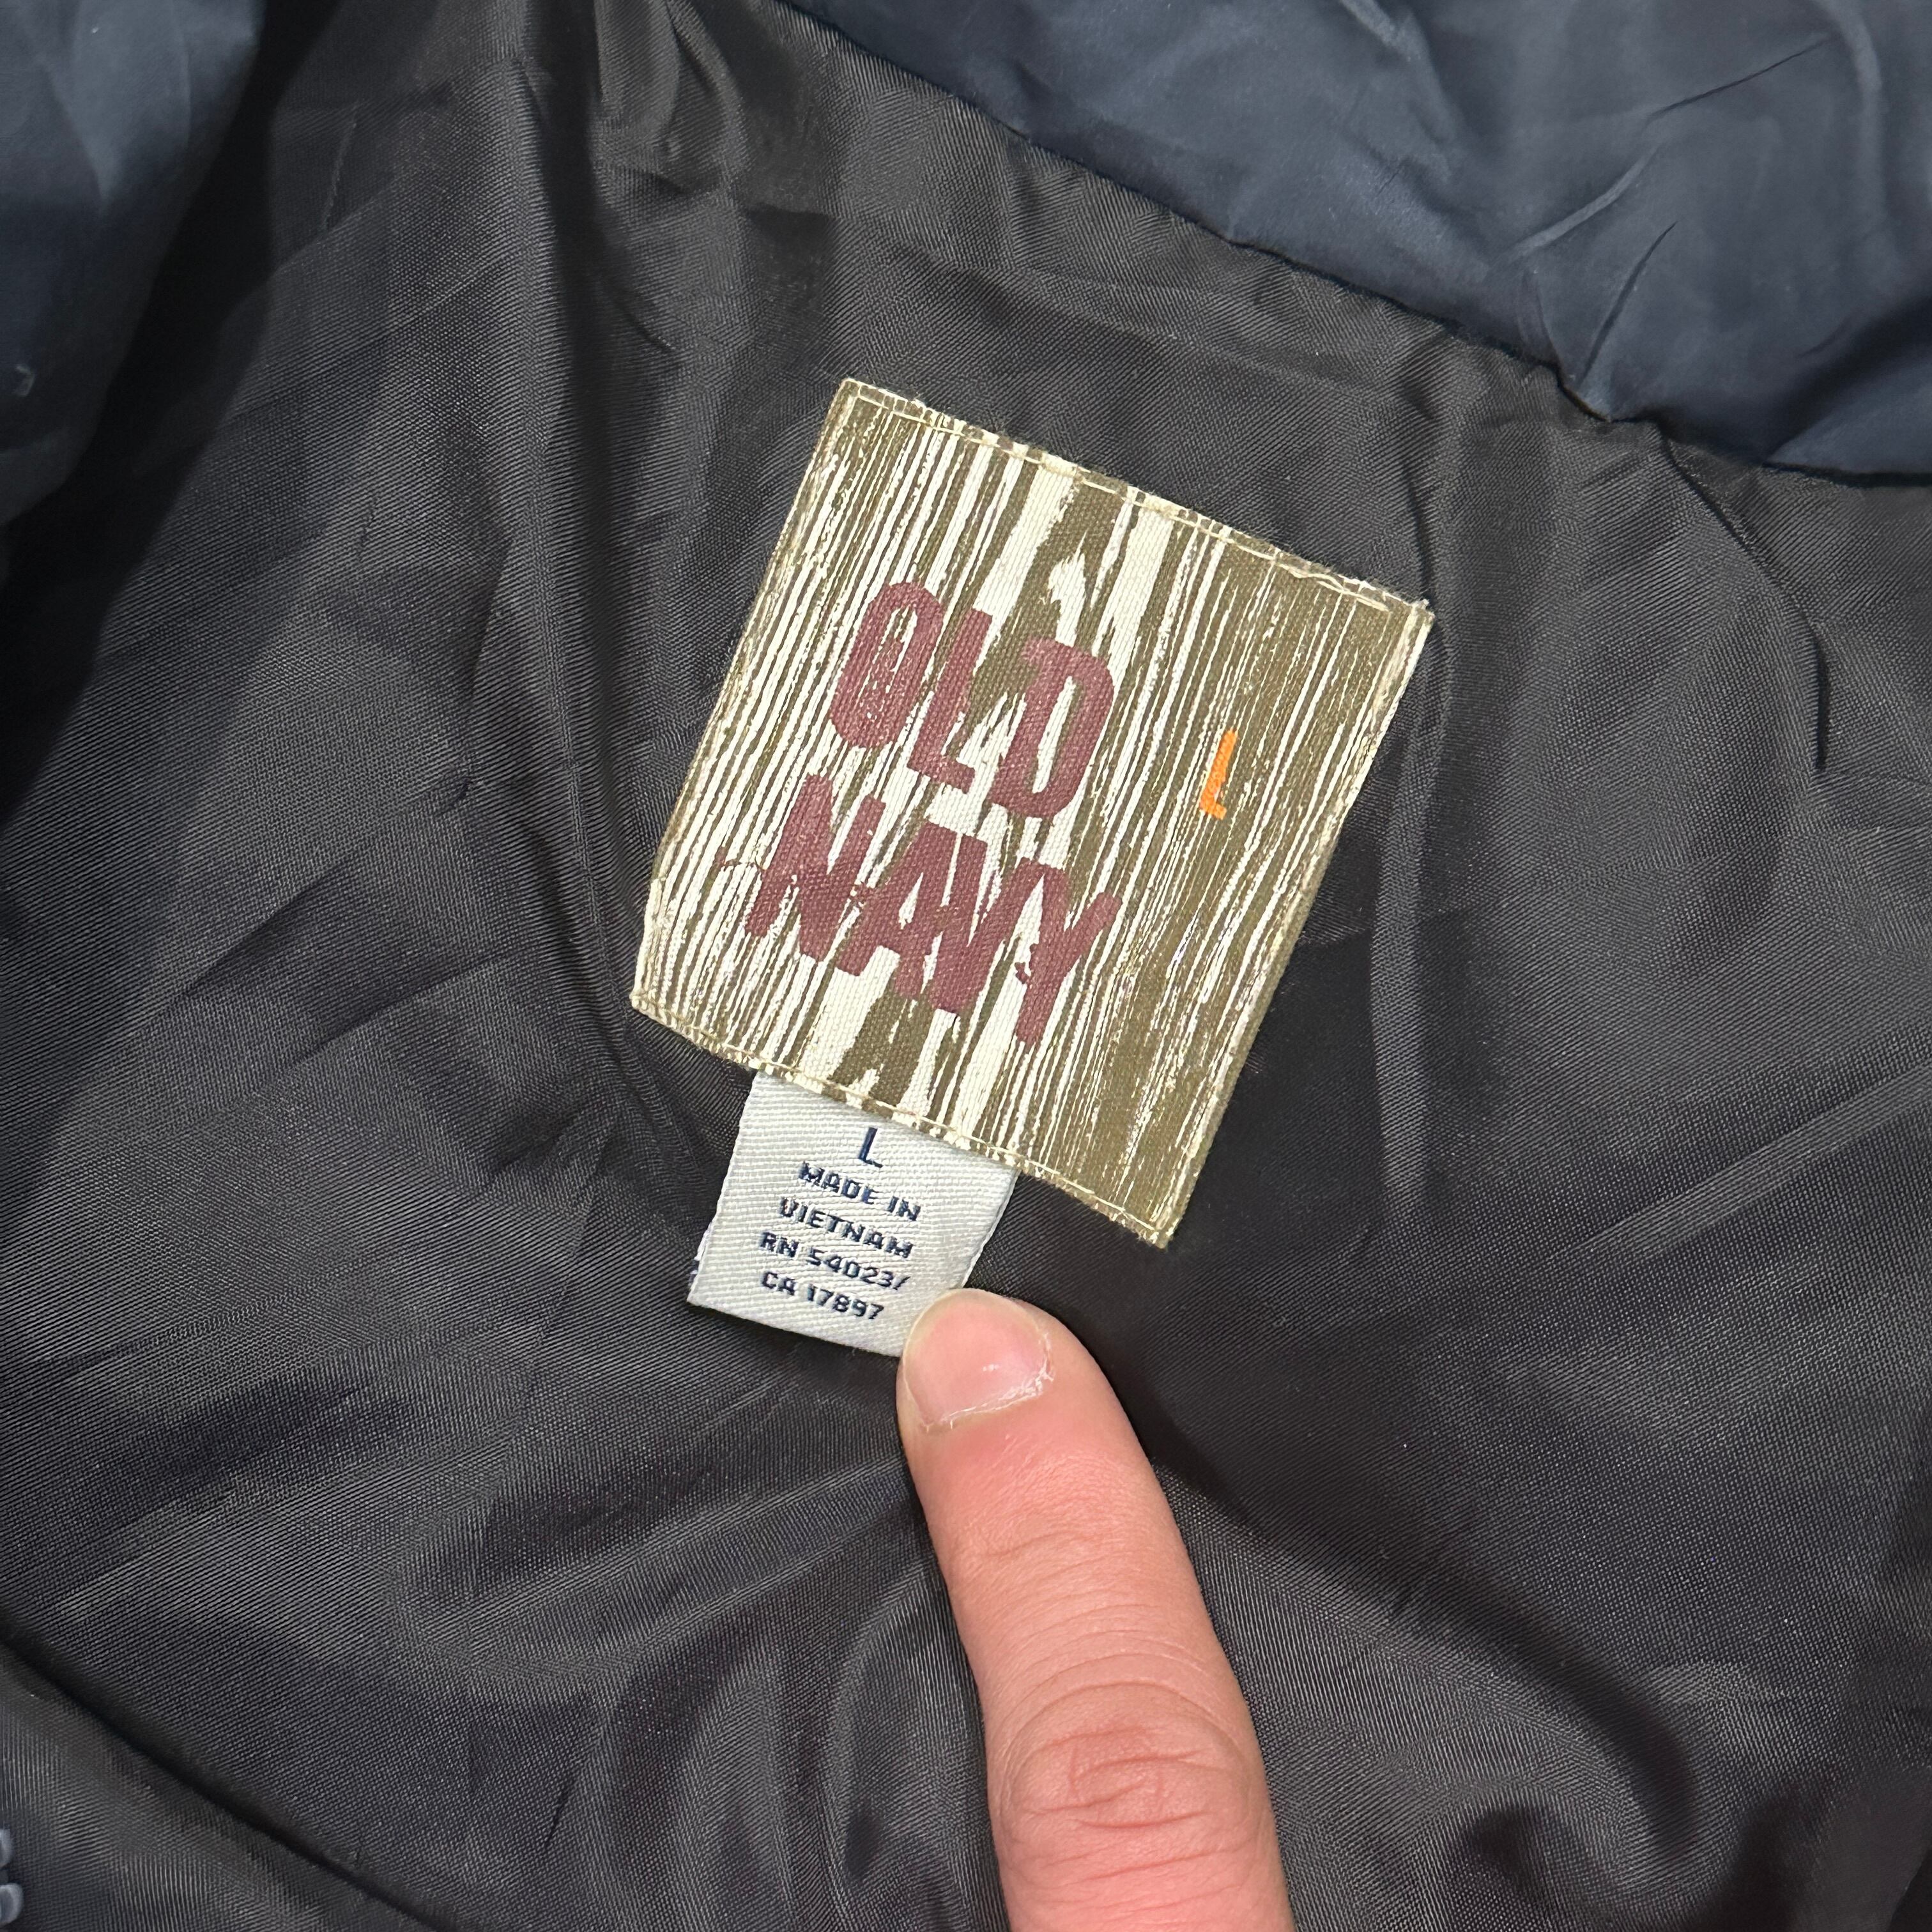 OLD
NAVY
L
L
MADE IN
VIETNAM
RN 54023/
CA 17897